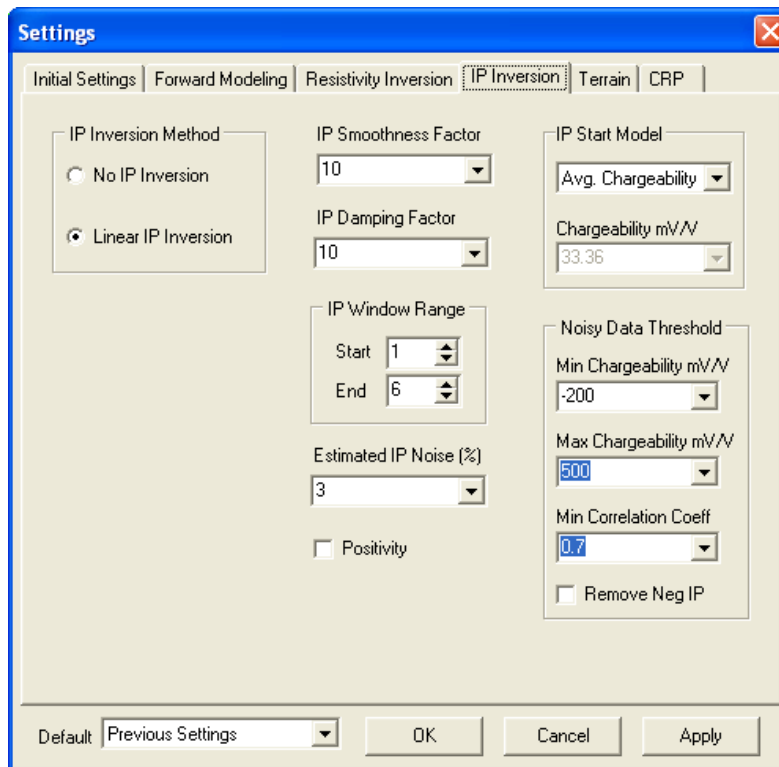 Settings
Initial Settings
Forward Modeling
Resistivity Inversion
IP Inversion
Terrain
CRP
IP Inversion Method
No IP Inversion
Linear IP Inversion
IP Smoothness Factor
10
IP Damping Factor
10
IP Window Range
Start 1
End 6
Estimated IP Noise (%)
3
Positivity
IP Start Model
Avg. Chargeability
Chargeability mV/V
33.36
Noisy Data Threshold
Min Chargeability mV/V
-200
Max Chargeability mV/V
500
Min Correlation Coeff
0.7
Remove Neg IP
Default Previous Settings
OK
Cancel
Apply